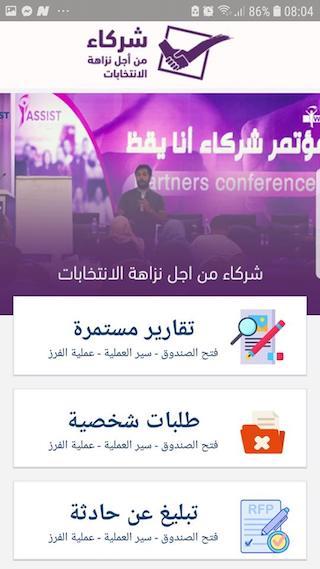 86% 08:04
شركاء
من أجل نزاهة
الانتخابات
ASSIST
مؤتمر شركاء أنا يقظ
artners conference
شركاء من اجل نزاهة الانتخابات
تقارير مستمرة
فتح الصندوق - سير العملية - عملية الفرز
طلبات شخصية
فتح الصندوق - سير العملية - عملية الفرز
RFP
تبليغ عن حادثة
فتح الصندوق - سير العملية - عملية الفرز